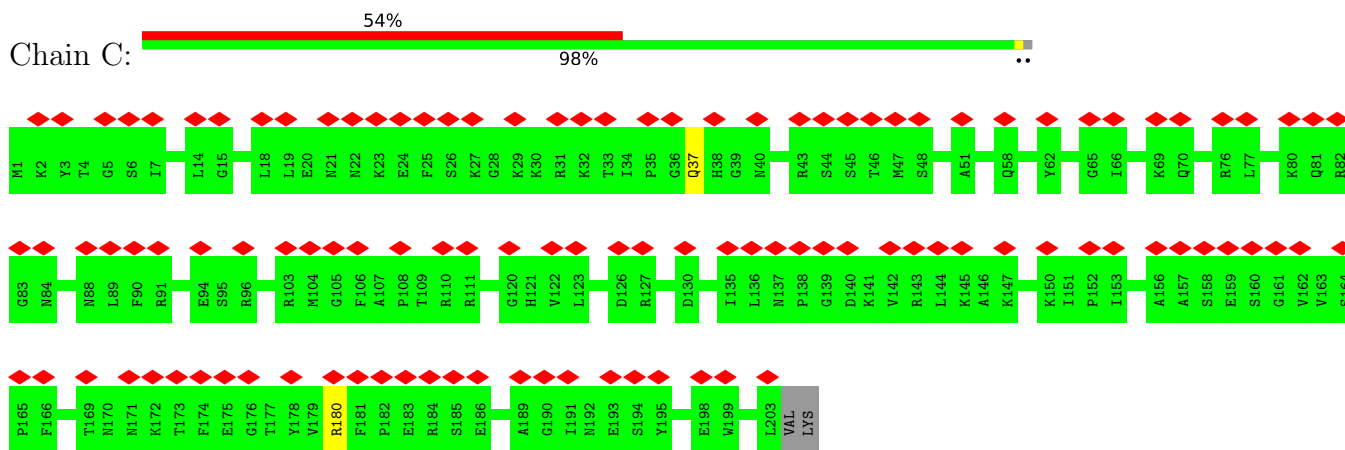 54%
Chain C:
98%
••
M1 K2 Y3 T4 G5 S6 I7 L14 G15 L18 L19 E20 N21 N22 K23 E24 F25 S26 K27 G28 K29 K30 R31 K32 T33 I34 P35 G36 Q37 H38 G39 N40 R43 S44 S45 T46 M47 S48 A51 Q58 Y62 G65 I66 K69 Q70 R76 L77 K80 Q81 R82
G83 N84 N88 L89 F90 R91 E94 S95 R96 R103 M104 G105 F106 A107 P108 T109 R110 R111 G120 H121 V122 L123 D126 R127 D130 I135 L136 N137 P138 G139 D140 K141 V142 R143 L144 K145 A146 K147 K150 I151 P152 I153 A156 A157 S158 E159 S160 G161 V162 V163
P165 F166 T169 N170 N171 K172 T173 F174 E175 G176 T177 Y178 V179 R180 F181 P182 E183 R184 S185 E186 A189 G190 I191 N192 E193 S194 Y195 E198 W199 L203 VAL LYS